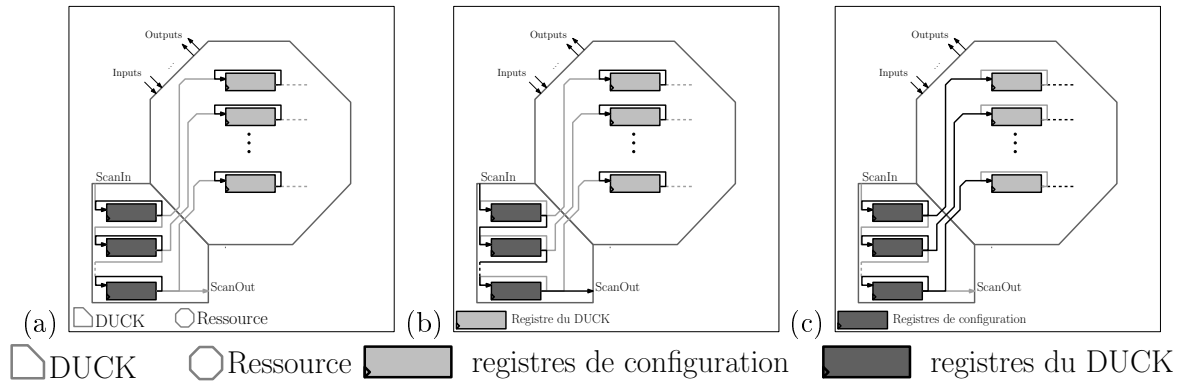 Outputs
Inputs
ScanIn
ScanOut
(a)
DUCK
Ressource
Outputs
Inputs
ScanIn
ScanOut
(b)
Registre du DUCK
Outputs
Inputs
ScanIn
ScanOut
(c)
Registres de configuration
DUCK
Ressource
registres de configuration
registres du DUCK